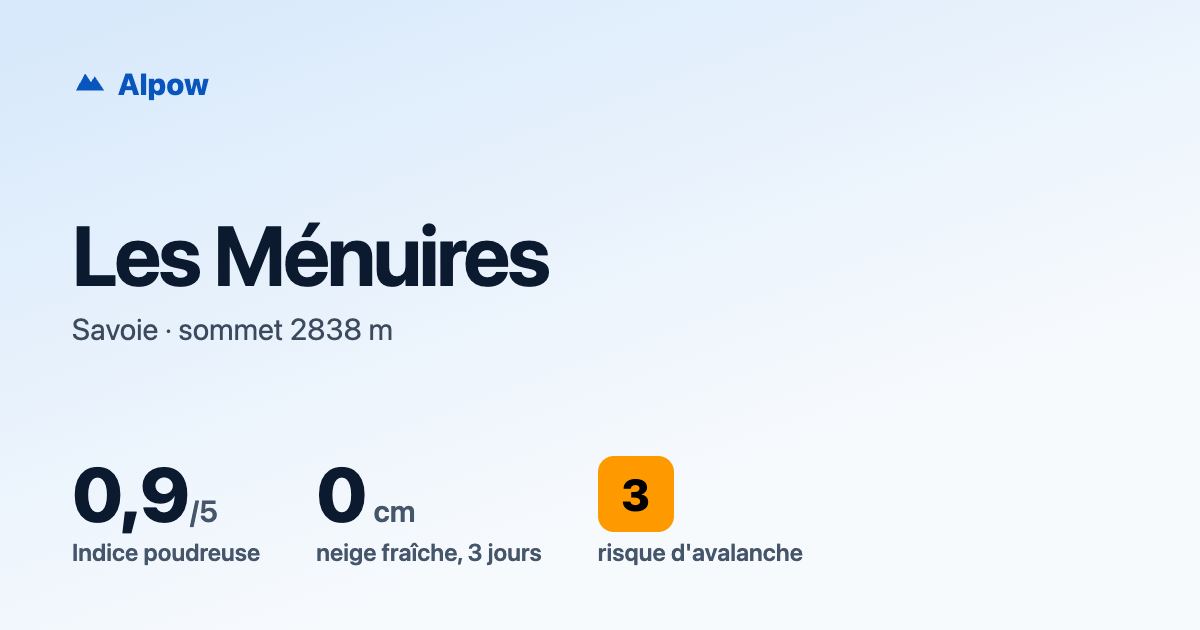 Alpow
Les Ménuires
Savoie · sommet 2838 m
0,9/5
Indice poudreuse
0 cm
neige fraîche, 3 jours
3
risque d'avalanche